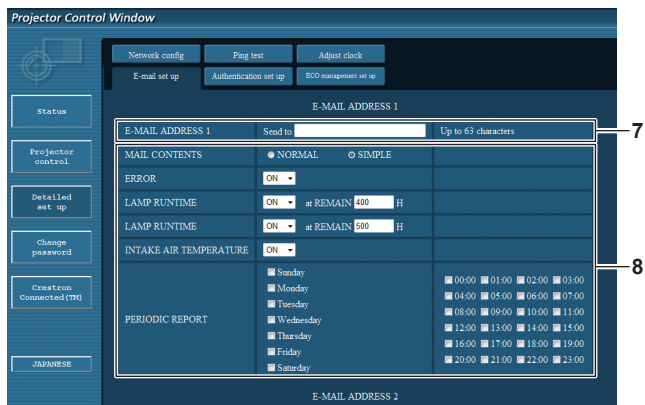 Projector Control Window
Network config Ping test Adjust clock
E-mail set up Authentication set up ECO management set up
Status
Projector control
Detailed set up
Change password
Crestron Connected(TM)
JAPANESE
E-MAIL ADDRESS 1
E-MAIL ADDRESS 1 Send to Up to 63 characters 7
MAIL CONTENTS NORMAL SIMPLE
ERROR ON
LAMP RUNTIME ON at REMAIN 400 H
LAMP RUNTIME ON at REMAIN 500 H
INTAKE AIR TEMPERATURE ON
8
PERIODIC REPORT
Sunday
Monday
Tuesday
Wednesday
Thursday
Friday
Saturday
00:00 01:00 02:00 03:00
04:00 05:00 06:00 07:00
08:00 09:00 10:00 11:00
12:00 13:00 14:00 15:00
16:00 17:00 18:00 19:00
20:00 21:00 22:00 23:00
E-MAIL ADDRESS 2